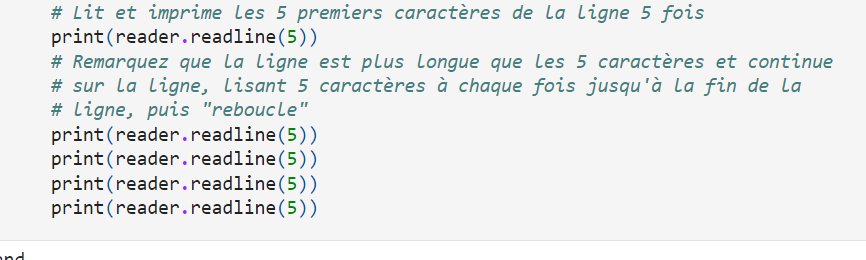 # Lit et imprime les 5 premiers caractères de la ligne 5 fois
print(reader.readline(5))
# Remarquez que la ligne est plus longue que les 5 caractères et continue
# sur la ligne, lisant 5 caractères à chaque fois jusqu'à la fin de la
# ligne, puis "reboucle"
print(reader.readline(5))
print(reader.readline(5))
print(reader.readline(5))
print(reader.readline(5))